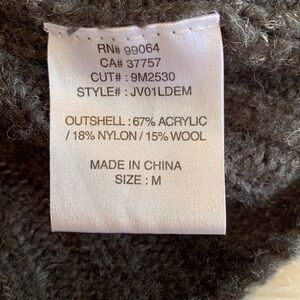 RN# 99064
CA# 37757
CUT# : 9M2530
STYLE# : JV01LDEM
OUTSHELL : 67% ACRYLIC
/ 18% NYLON / 15% WOOL
MADE IN CHINA
SIZE : M